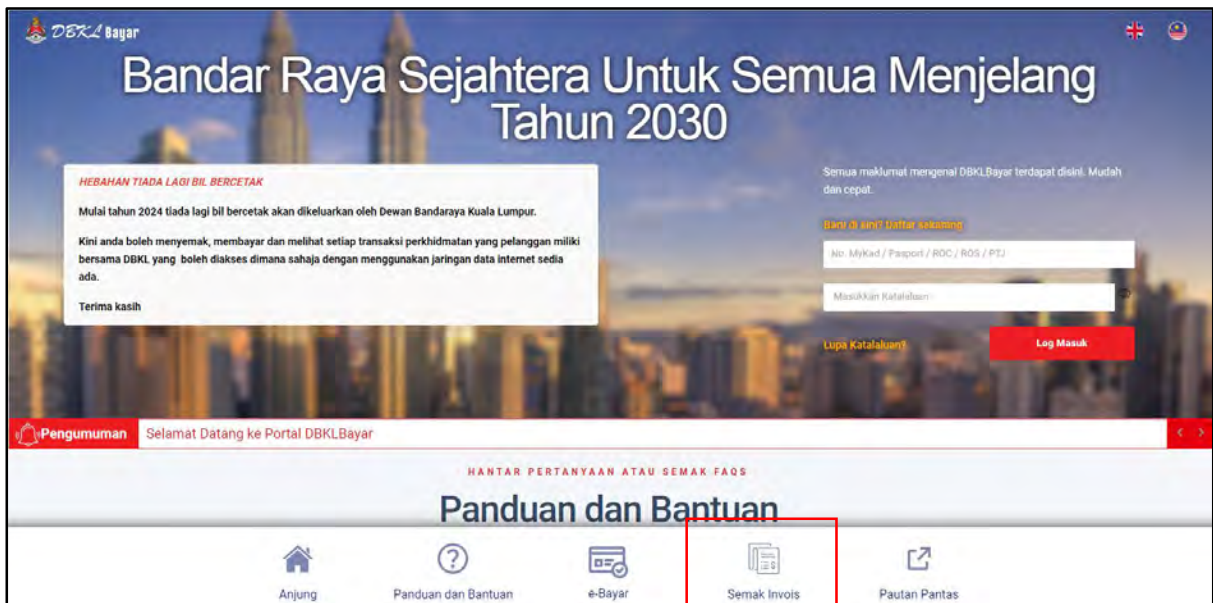 DBKL Bayar
Bandar Raya Sejahtera Untuk Semua Menjelang
Tahun 2030
HEBAHAN TIADA LAGI BIL BERCETAK
Mulai tahun 2024 tiada lagi bil bercetak akan dikeluarkan oleh Dewan Bandaraya Kuala Lumpur.
Kini anda boleh menyemak, membayar dan melihat setiap transaksi perkhidmatan yang pelanggan miliki
bersama DBKL yang boleh diakses dimana sahaja dengan menggunakan jaringan data internet sedia
ada.
Terima kasih
Semua maklumat mengenai DBKLBayar terdapat disini. Mudah
dan cepat.
Baru di sini? Daftar sekarang
No. MyKad / Pasport / ROC / ROS / PTJ
Masukkan Katalaluan
Lupa Katalaluan?
Log Masuk
Pengumuman
Selamat Datang ke Portal DBKLBayar
HANTAR PERTANYAAN ATAU SEMAK FAQS
Panduan dan Bantuan
Anjung
Panduan dan Bantuan
e-Bayar
Semak Invois
Pautan Pantas